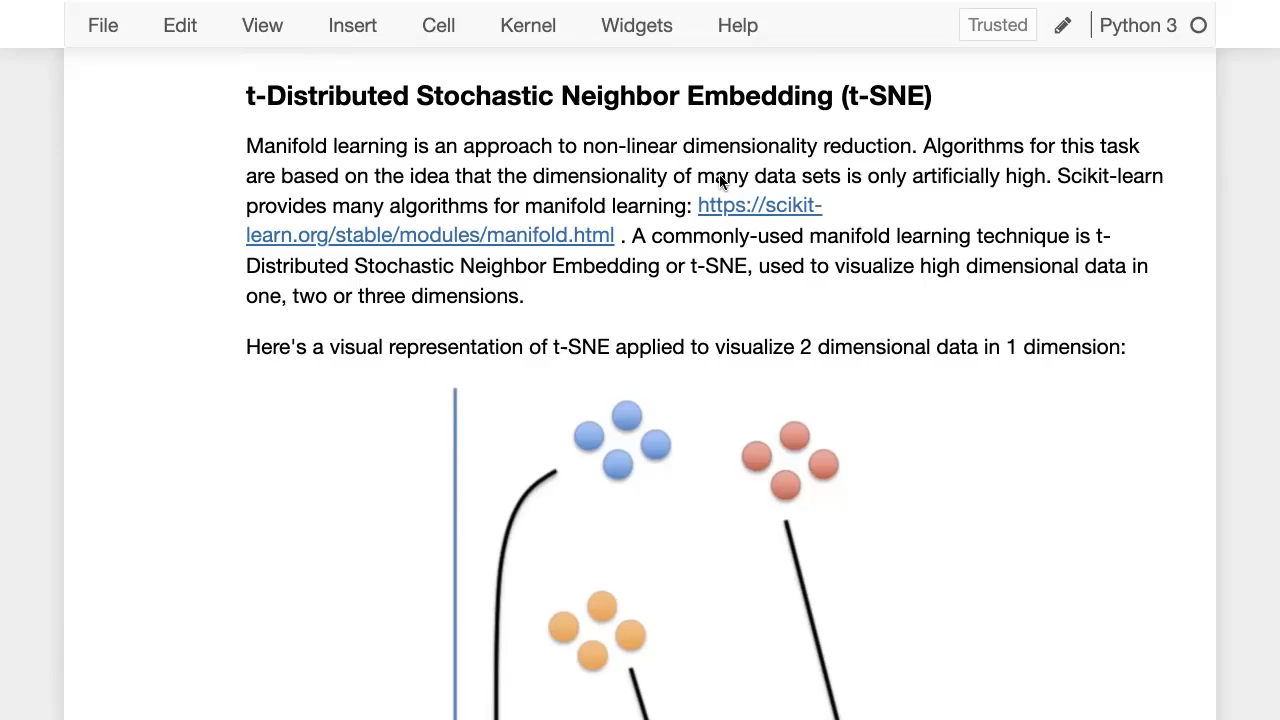 File Edit View Insert Cell Kernel Widgets Help Trusted Python 3
t-Distributed Stochastic Neighbor Embedding (t-SNE)
Manifold learning is an approach to non-linear dimensionality reduction. Algorithms for this task
are based on the idea that the dimensionality of many data sets is only artificially high. Scikit-learn
provides many algorithms for manifold learning: https://scikit-
learn.org/stable/modules/manifold.html . A commonly-used manifold learning technique is t-
Distributed Stochastic Neighbor Embedding or t-SNE, used to visualize high dimensional data in
one, two or three dimensions.
Here's a visual representation of t-SNE applied to visualize 2 dimensional data in 1 dimension: